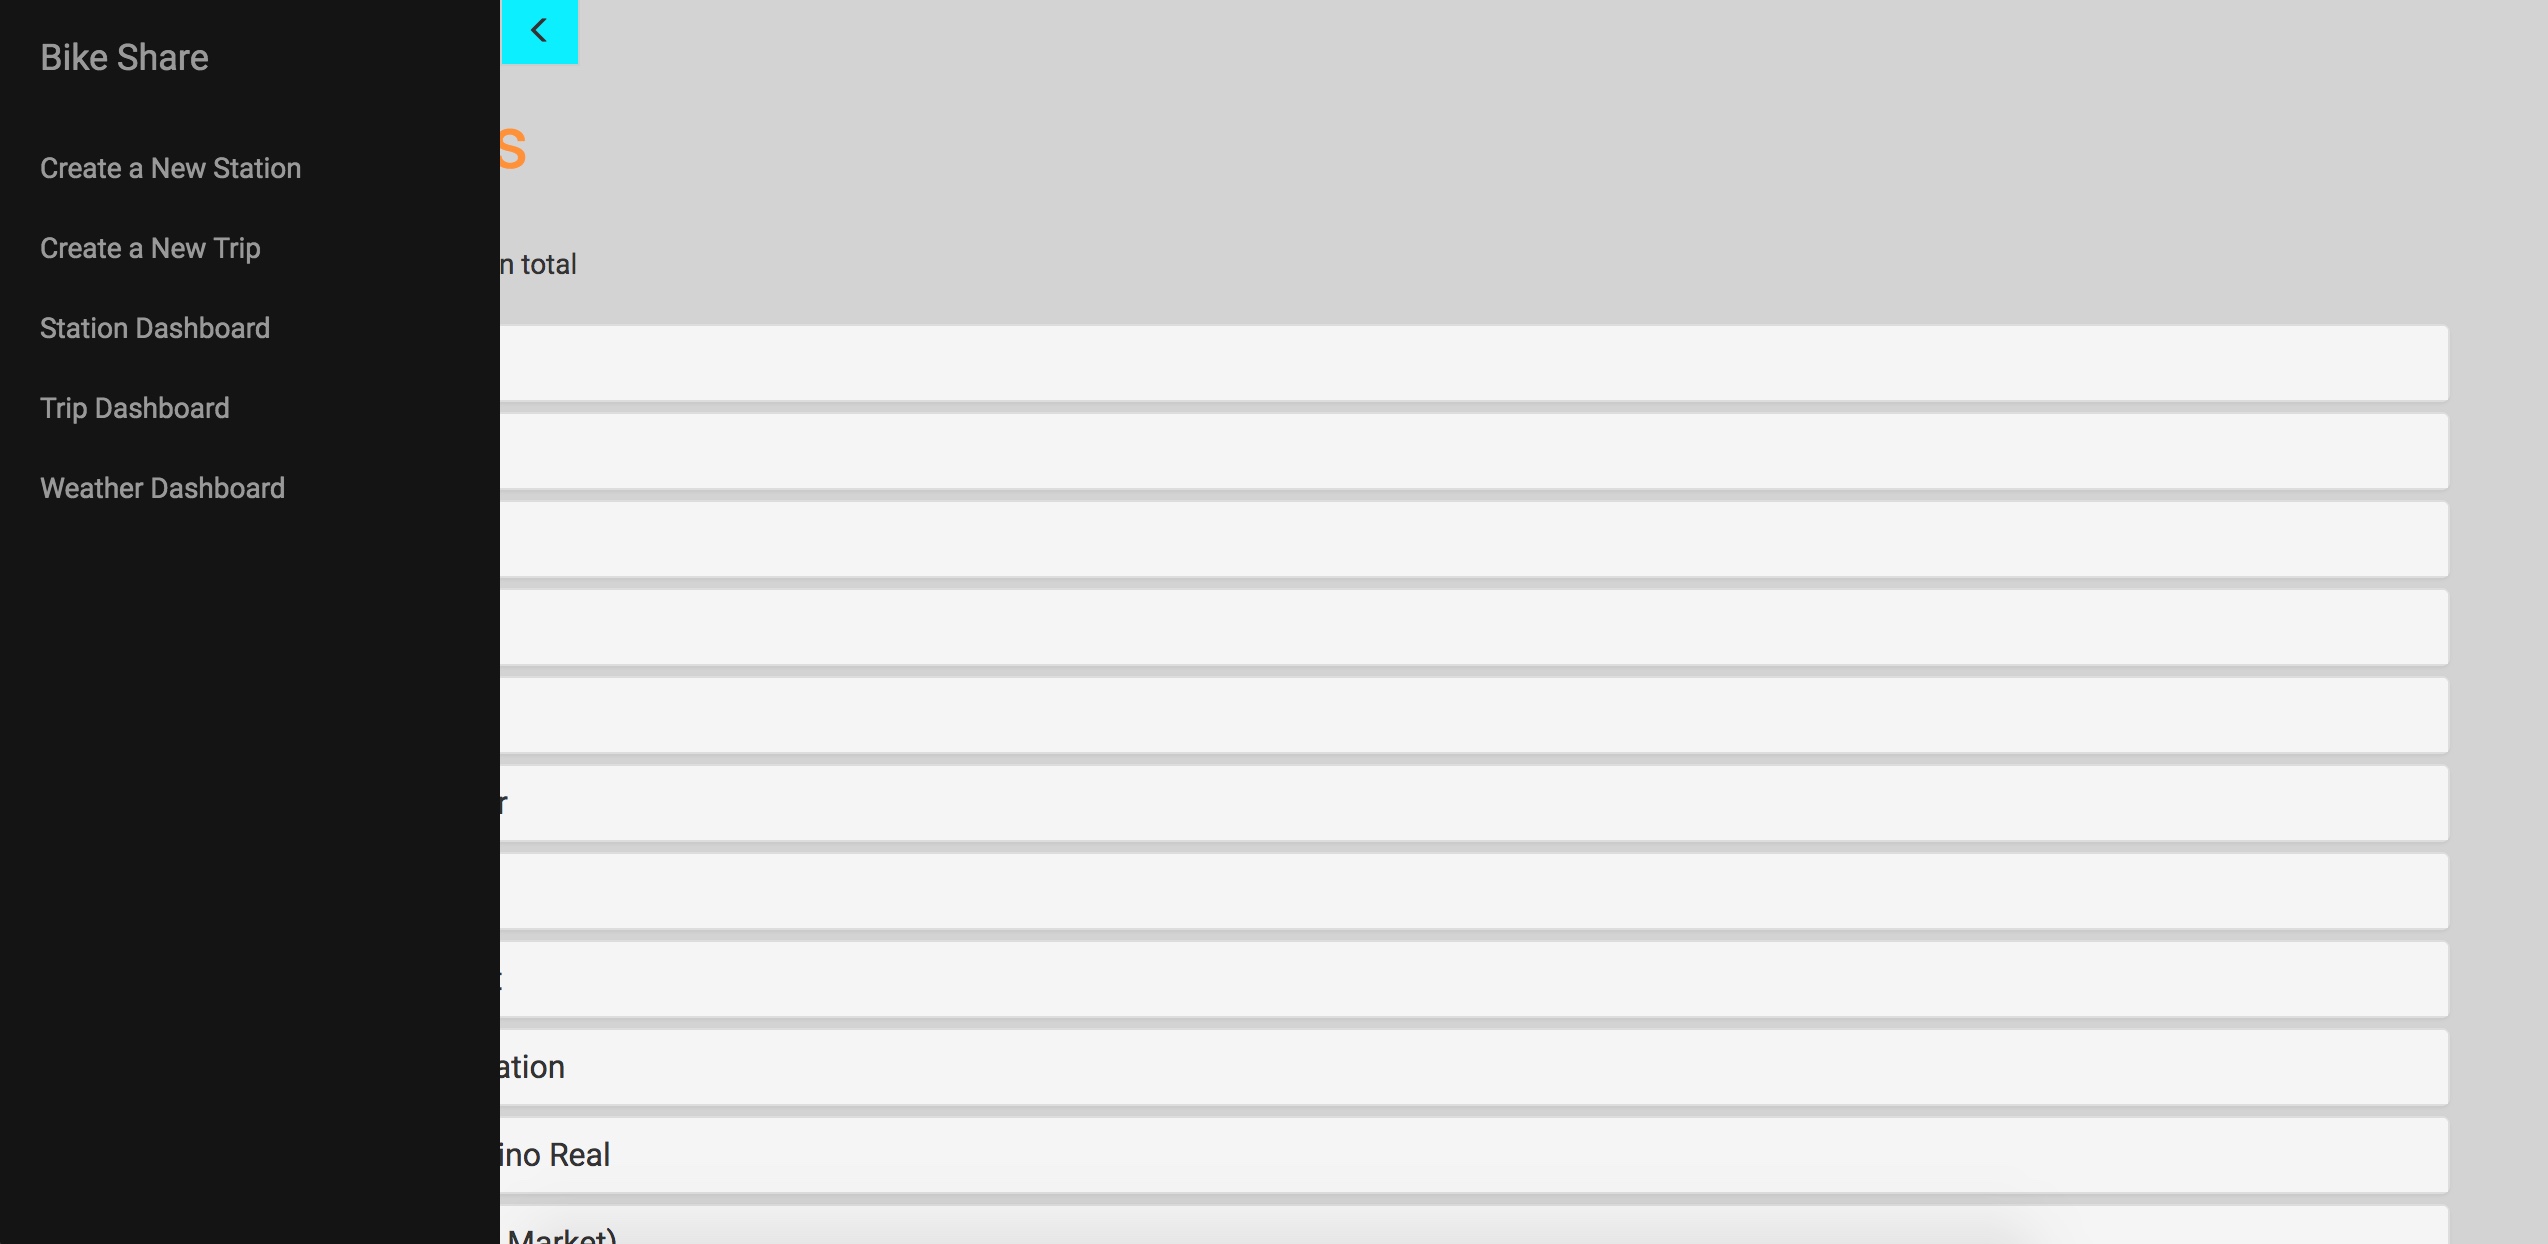 Bike Share
Create a New Station
Create a New Trip
Station Dashboard
Trip Dashboard
Weather Dashboard
s
n total
r
ation
ino Real
Market)